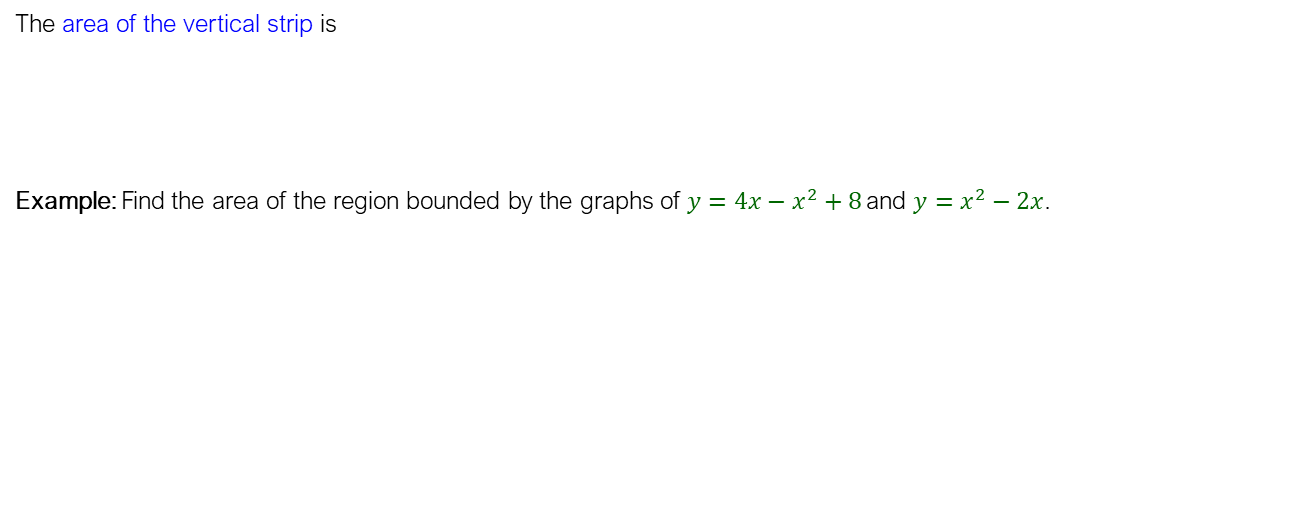 The area of the vertical strip is
Example: Find the area of the region bounded by the graphs of y = 4x − x² + 8 and y = x² − 2x.